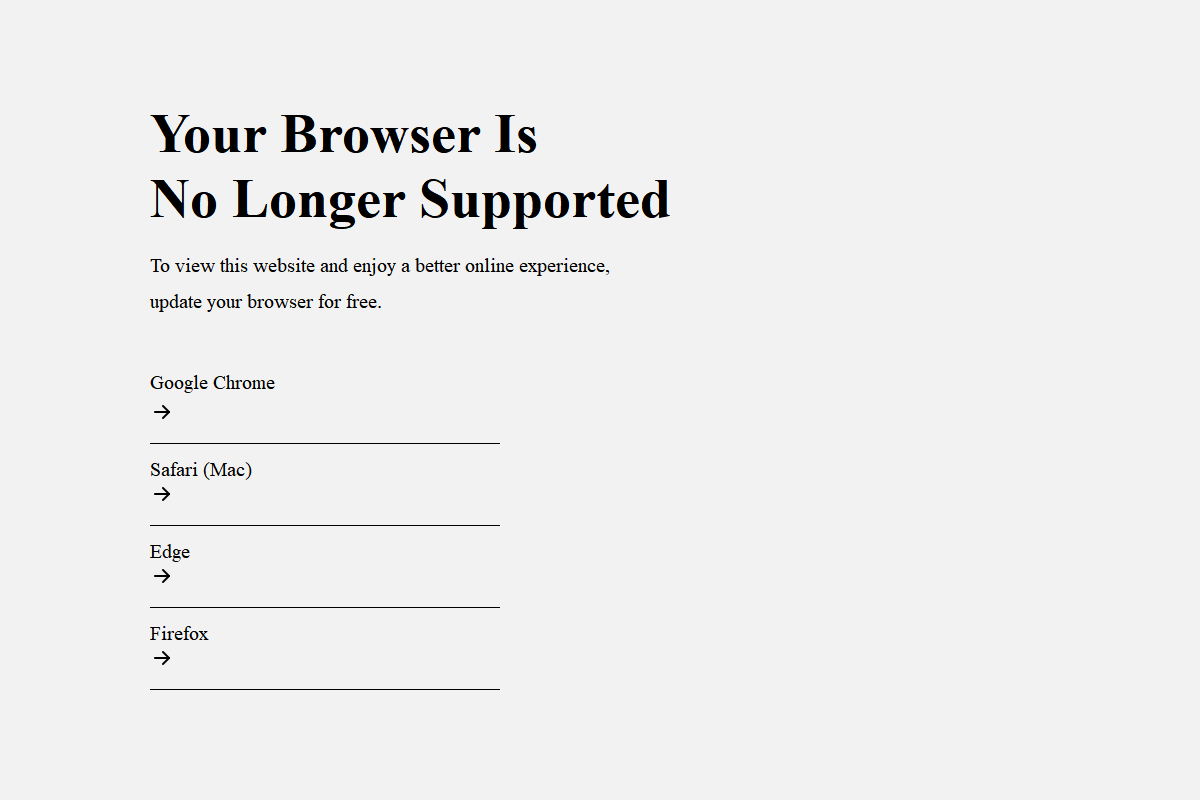 Your Browser Is
No Longer Supported
To view this website and enjoy a better online experience,
update your browser for free.
Google Chrome
Safari (Mac)
Edge
Firefox